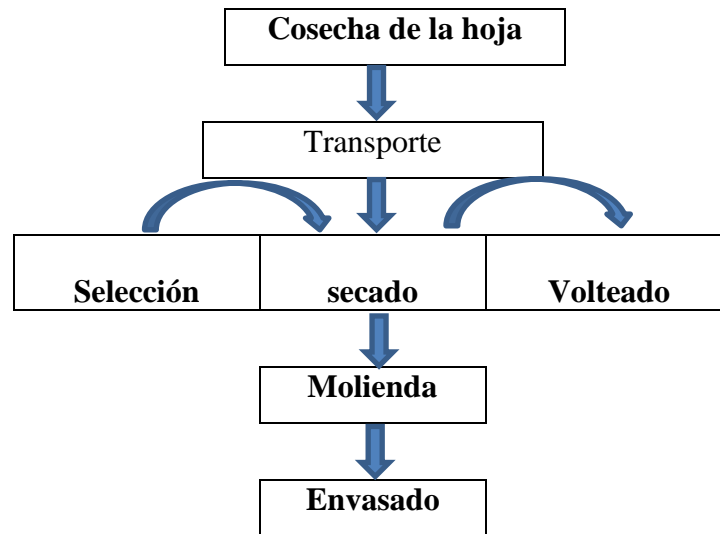 Cosecha de la hoja
Transporte
Selección secado Volteado
Molienda
Envasado